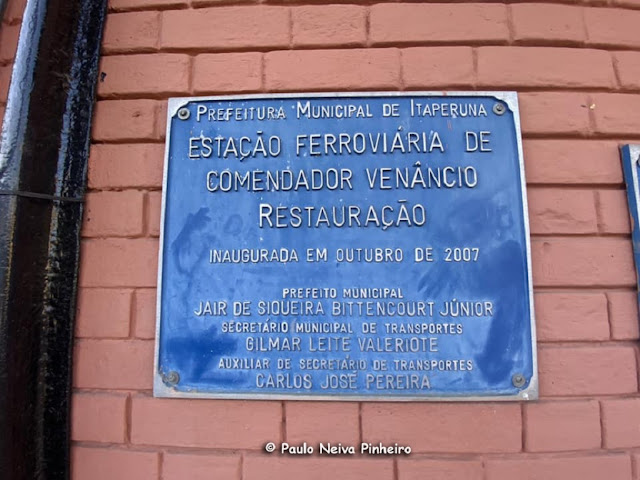 PREFEITURA MUNICIPAL DE ITAPERUNA
ESTAÇÃO FERROVIÁRIA DE
COMENDADOR VENÂNCIO
RESTAURAÇÃO
INAUGURADA EM OUTUBRO DE 2007
PREFEITO MUNICIPAL
JAIR DE SIQUEIRA BITTENCOURT JÚNIOR
SECRETÁRIO MUNICIPAL DE TRANSPORTES
GILMAR LEITE VALERIOTE
AUXILIAR DE SECRETÁRIO DE TRANSPORTES
CARLOS JOSÉ PEREIRA
© Paulo Neiva Pinheiro